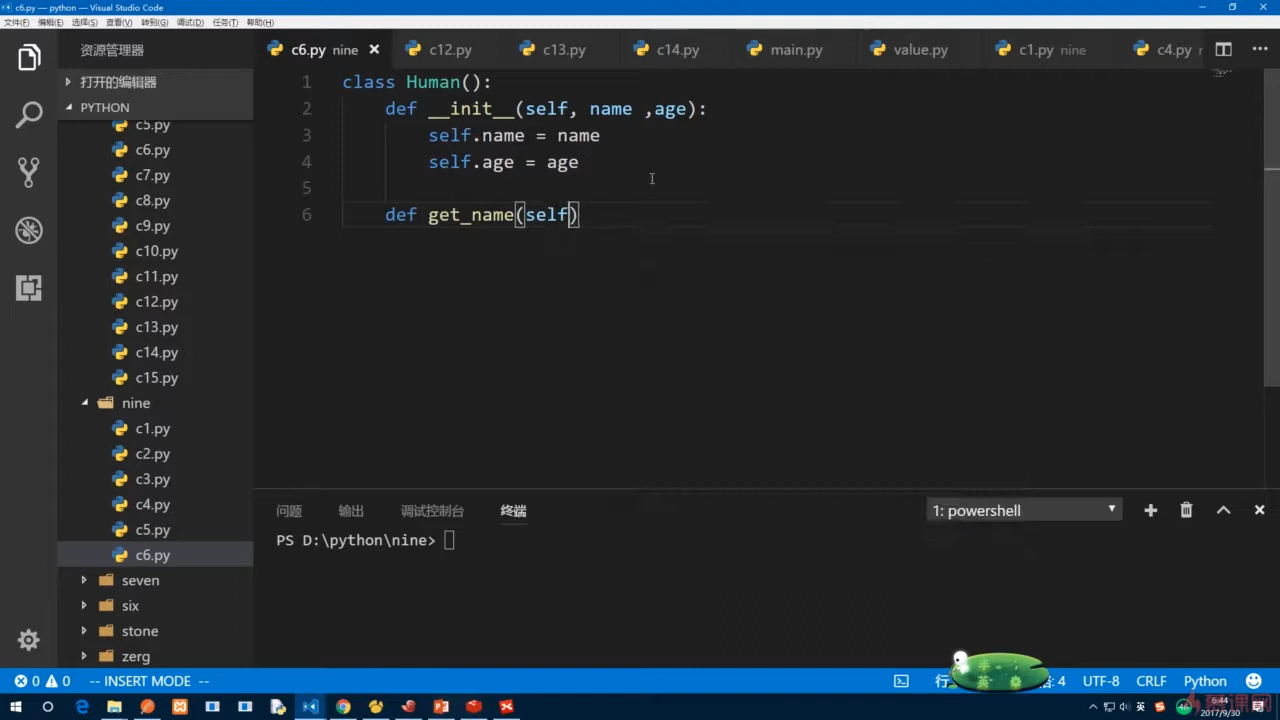 c6.py — python — Visual Studio Code
文件(F) 编辑(E) 选择(S) 查看(V) 转到(G) 调试(D) 任务(T) 帮助(H)
资源管理器
打开的编辑器
PYTHON
c5.py
c6.py
c7.py
c8.py
c9.py
c10.py
c11.py
c12.py
c13.py
c14.py
c15.py
nine
c1.py
c2.py
c3.py
c4.py
c5.py
c6.py
seven
six
stone
zerg
c6.py nine c12.py c13.py c14.py main.py value.py c1.py nine c4.py
1 class Human():
2 def __init__(self, name ,age):
3 self.name = name
4 self.age = age
5
6 def get_name(self)
问题 输出 调试控制台 终端 1: powershell
PS D:\python\nine>
0 0 -- INSERT MODE -- 4 UTF-8 CRLF Python
英 46 6:44
2017/9/30